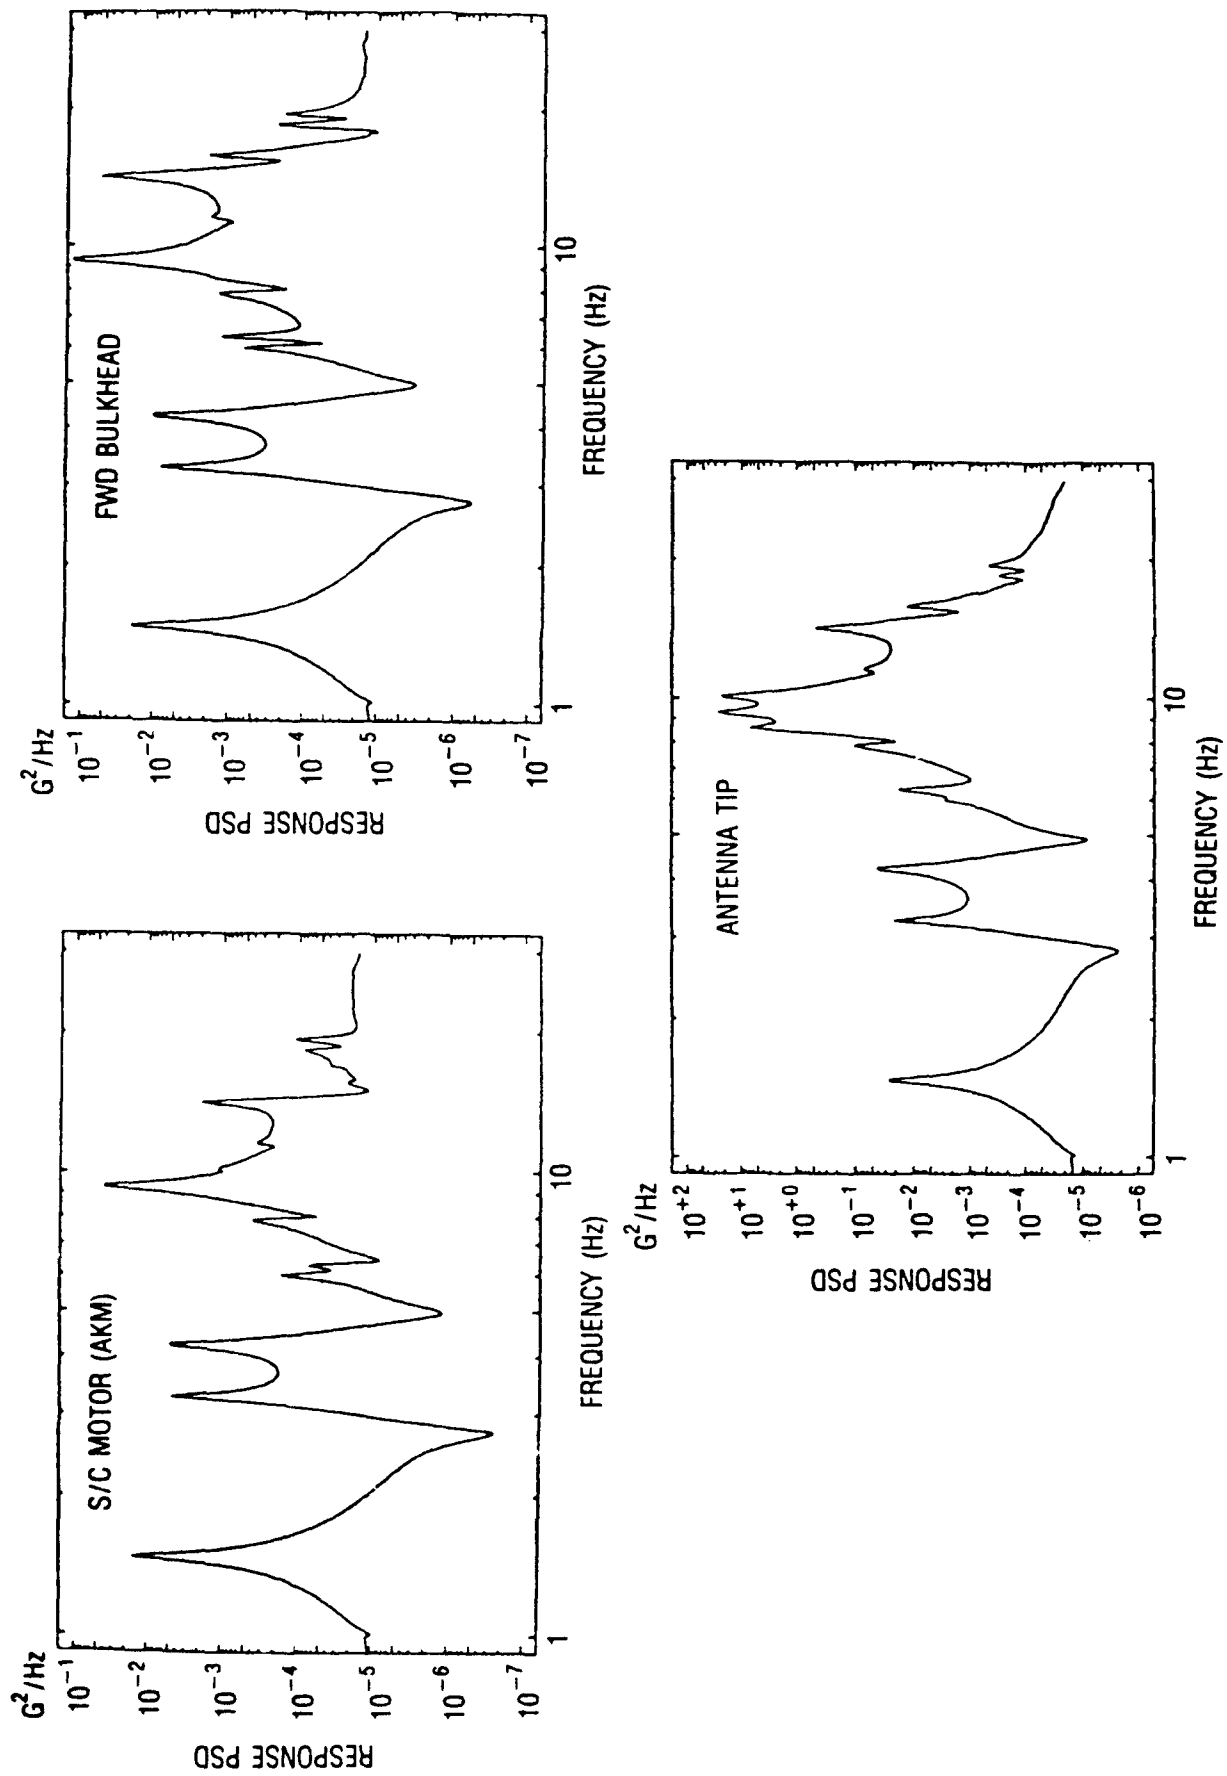 S/C MOTOR (AKM)
G²/Hz
10⁻¹
10⁻²
10⁻³
10⁻⁴
10⁻⁵
10⁻⁶
10⁻⁷
RESPONSE PSD
1
10
FREQUENCY (Hz)
FWD BULKHEAD
G²/Hz
10⁻¹
10⁻²
10⁻³
10⁻⁴
10⁻⁵
10⁻⁶
10⁻⁷
RESPONSE PSD
1
10
FREQUENCY (Hz)
ANTENNA TIP
G²/Hz
10⁺²
10⁺¹
10⁺⁰
10⁻¹
10⁻²
10⁻³
10⁻⁴
10⁻⁵
10⁻⁶
RESPONSE PSD
1
10
FREQUENCY (Hz)